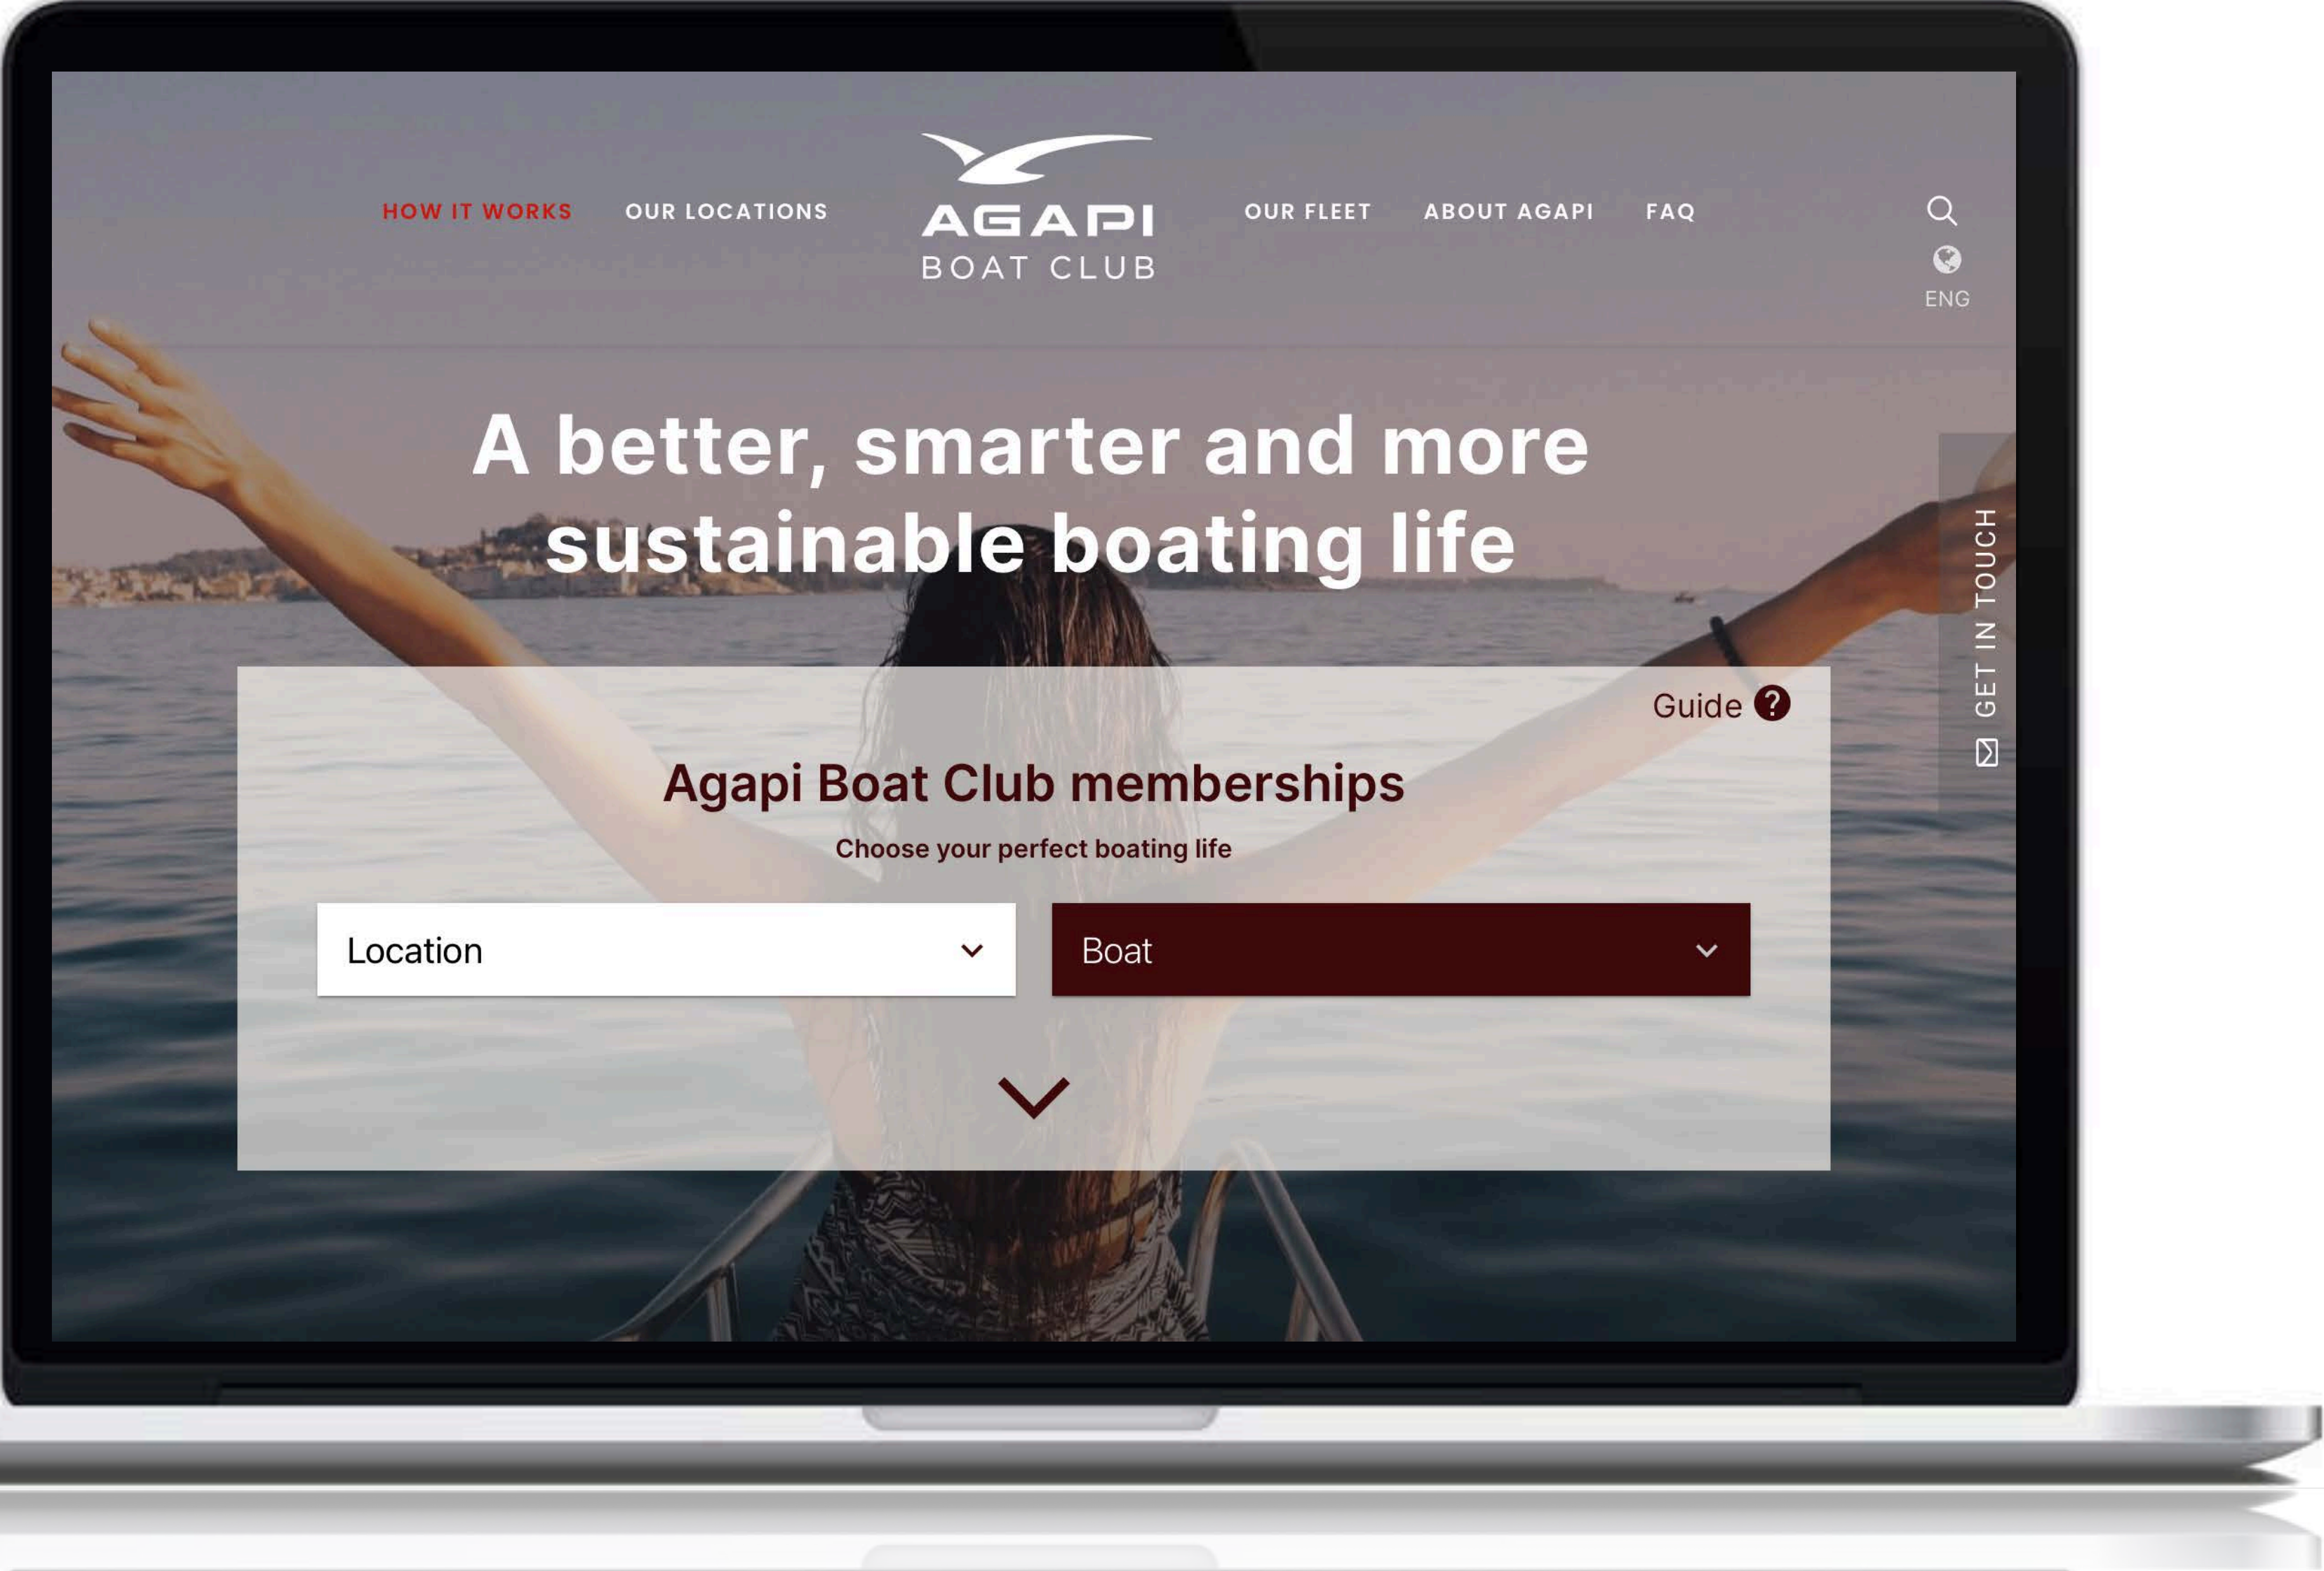 HOW IT WORKS
OUR LOCATIONS
AGAPI
BOAT CLUB
OUR FLEET
ABOUT AGAPI
FAQ
ENG
A better, smarter and more
sustainable boating life
GET IN TOUCH
Guide
Agapi Boat Club memberships
Choose your perfect boating life
Location
Boat